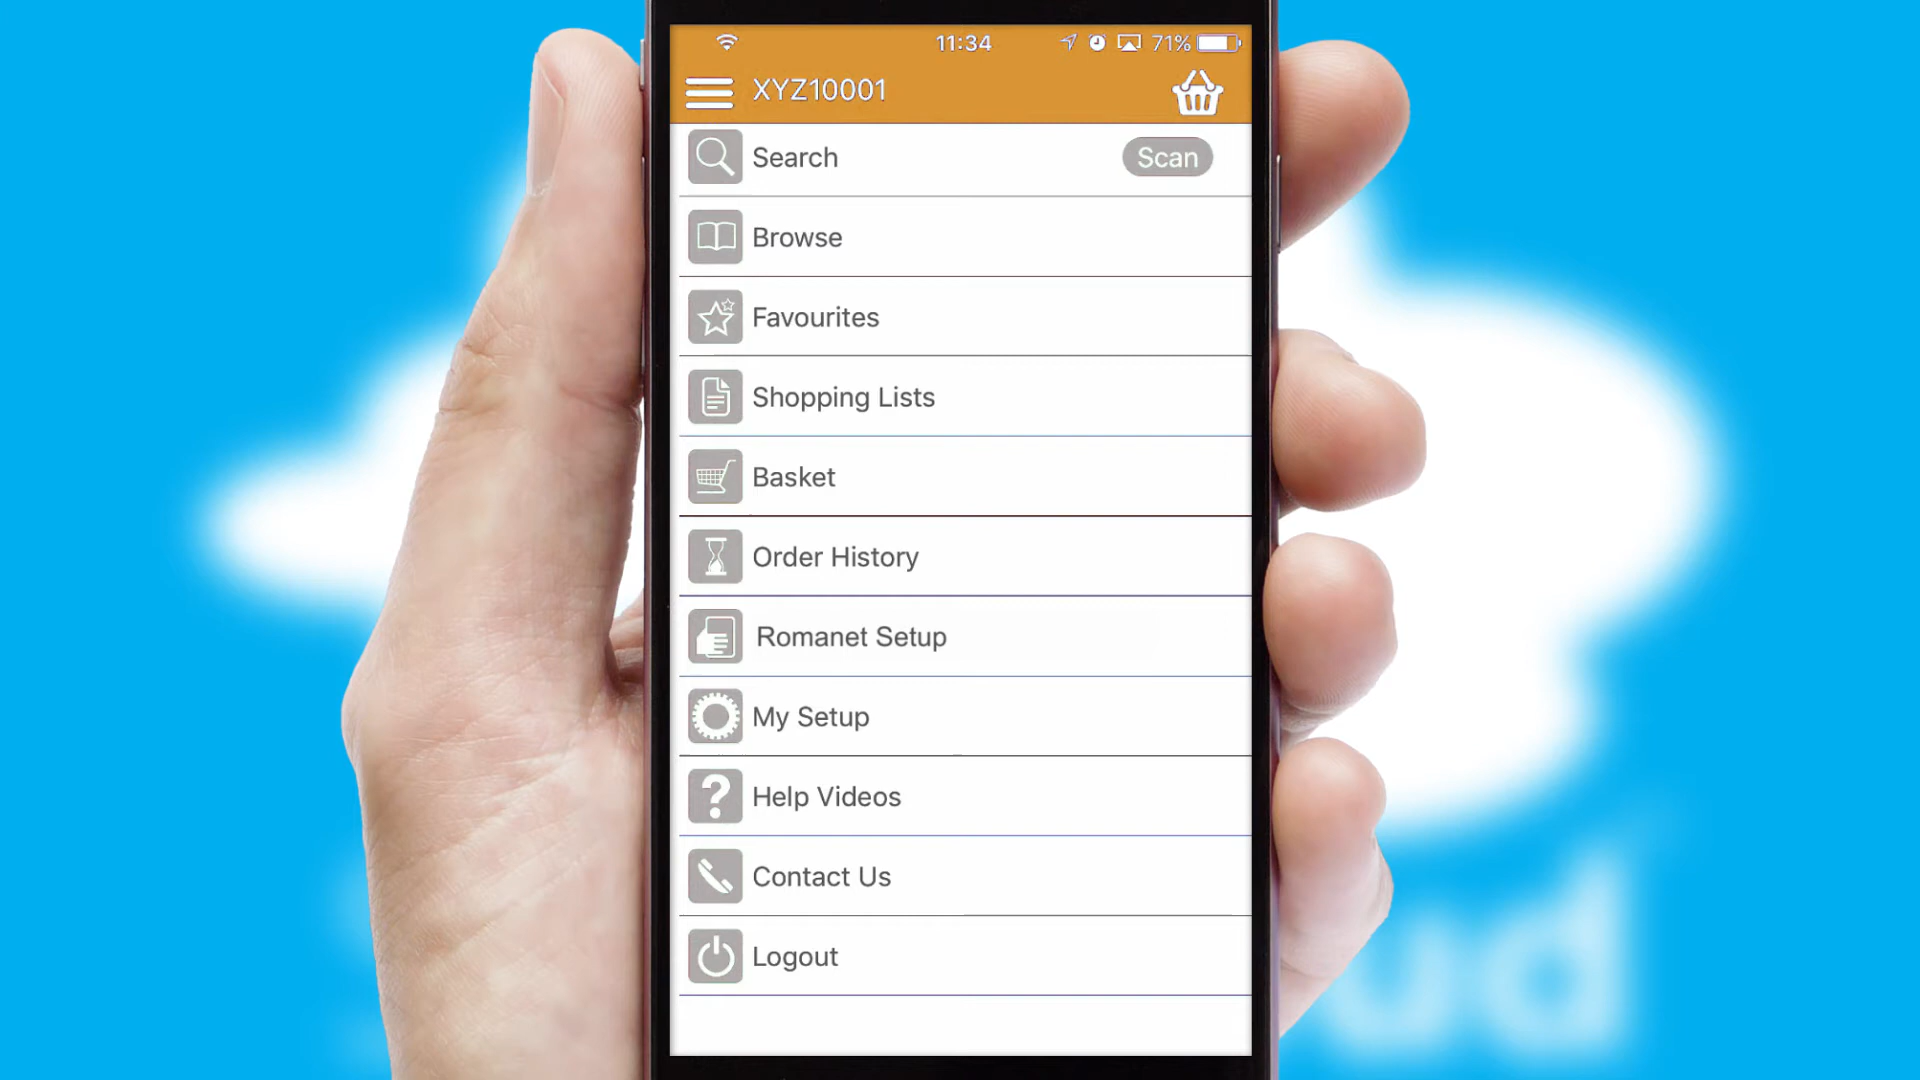 11:34
71%
XYZ10001
Search
Scan
Browse
Favourites
Shopping Lists
Basket
Order History
Romanet Setup
My Setup
Help Videos
Contact Us
Logout